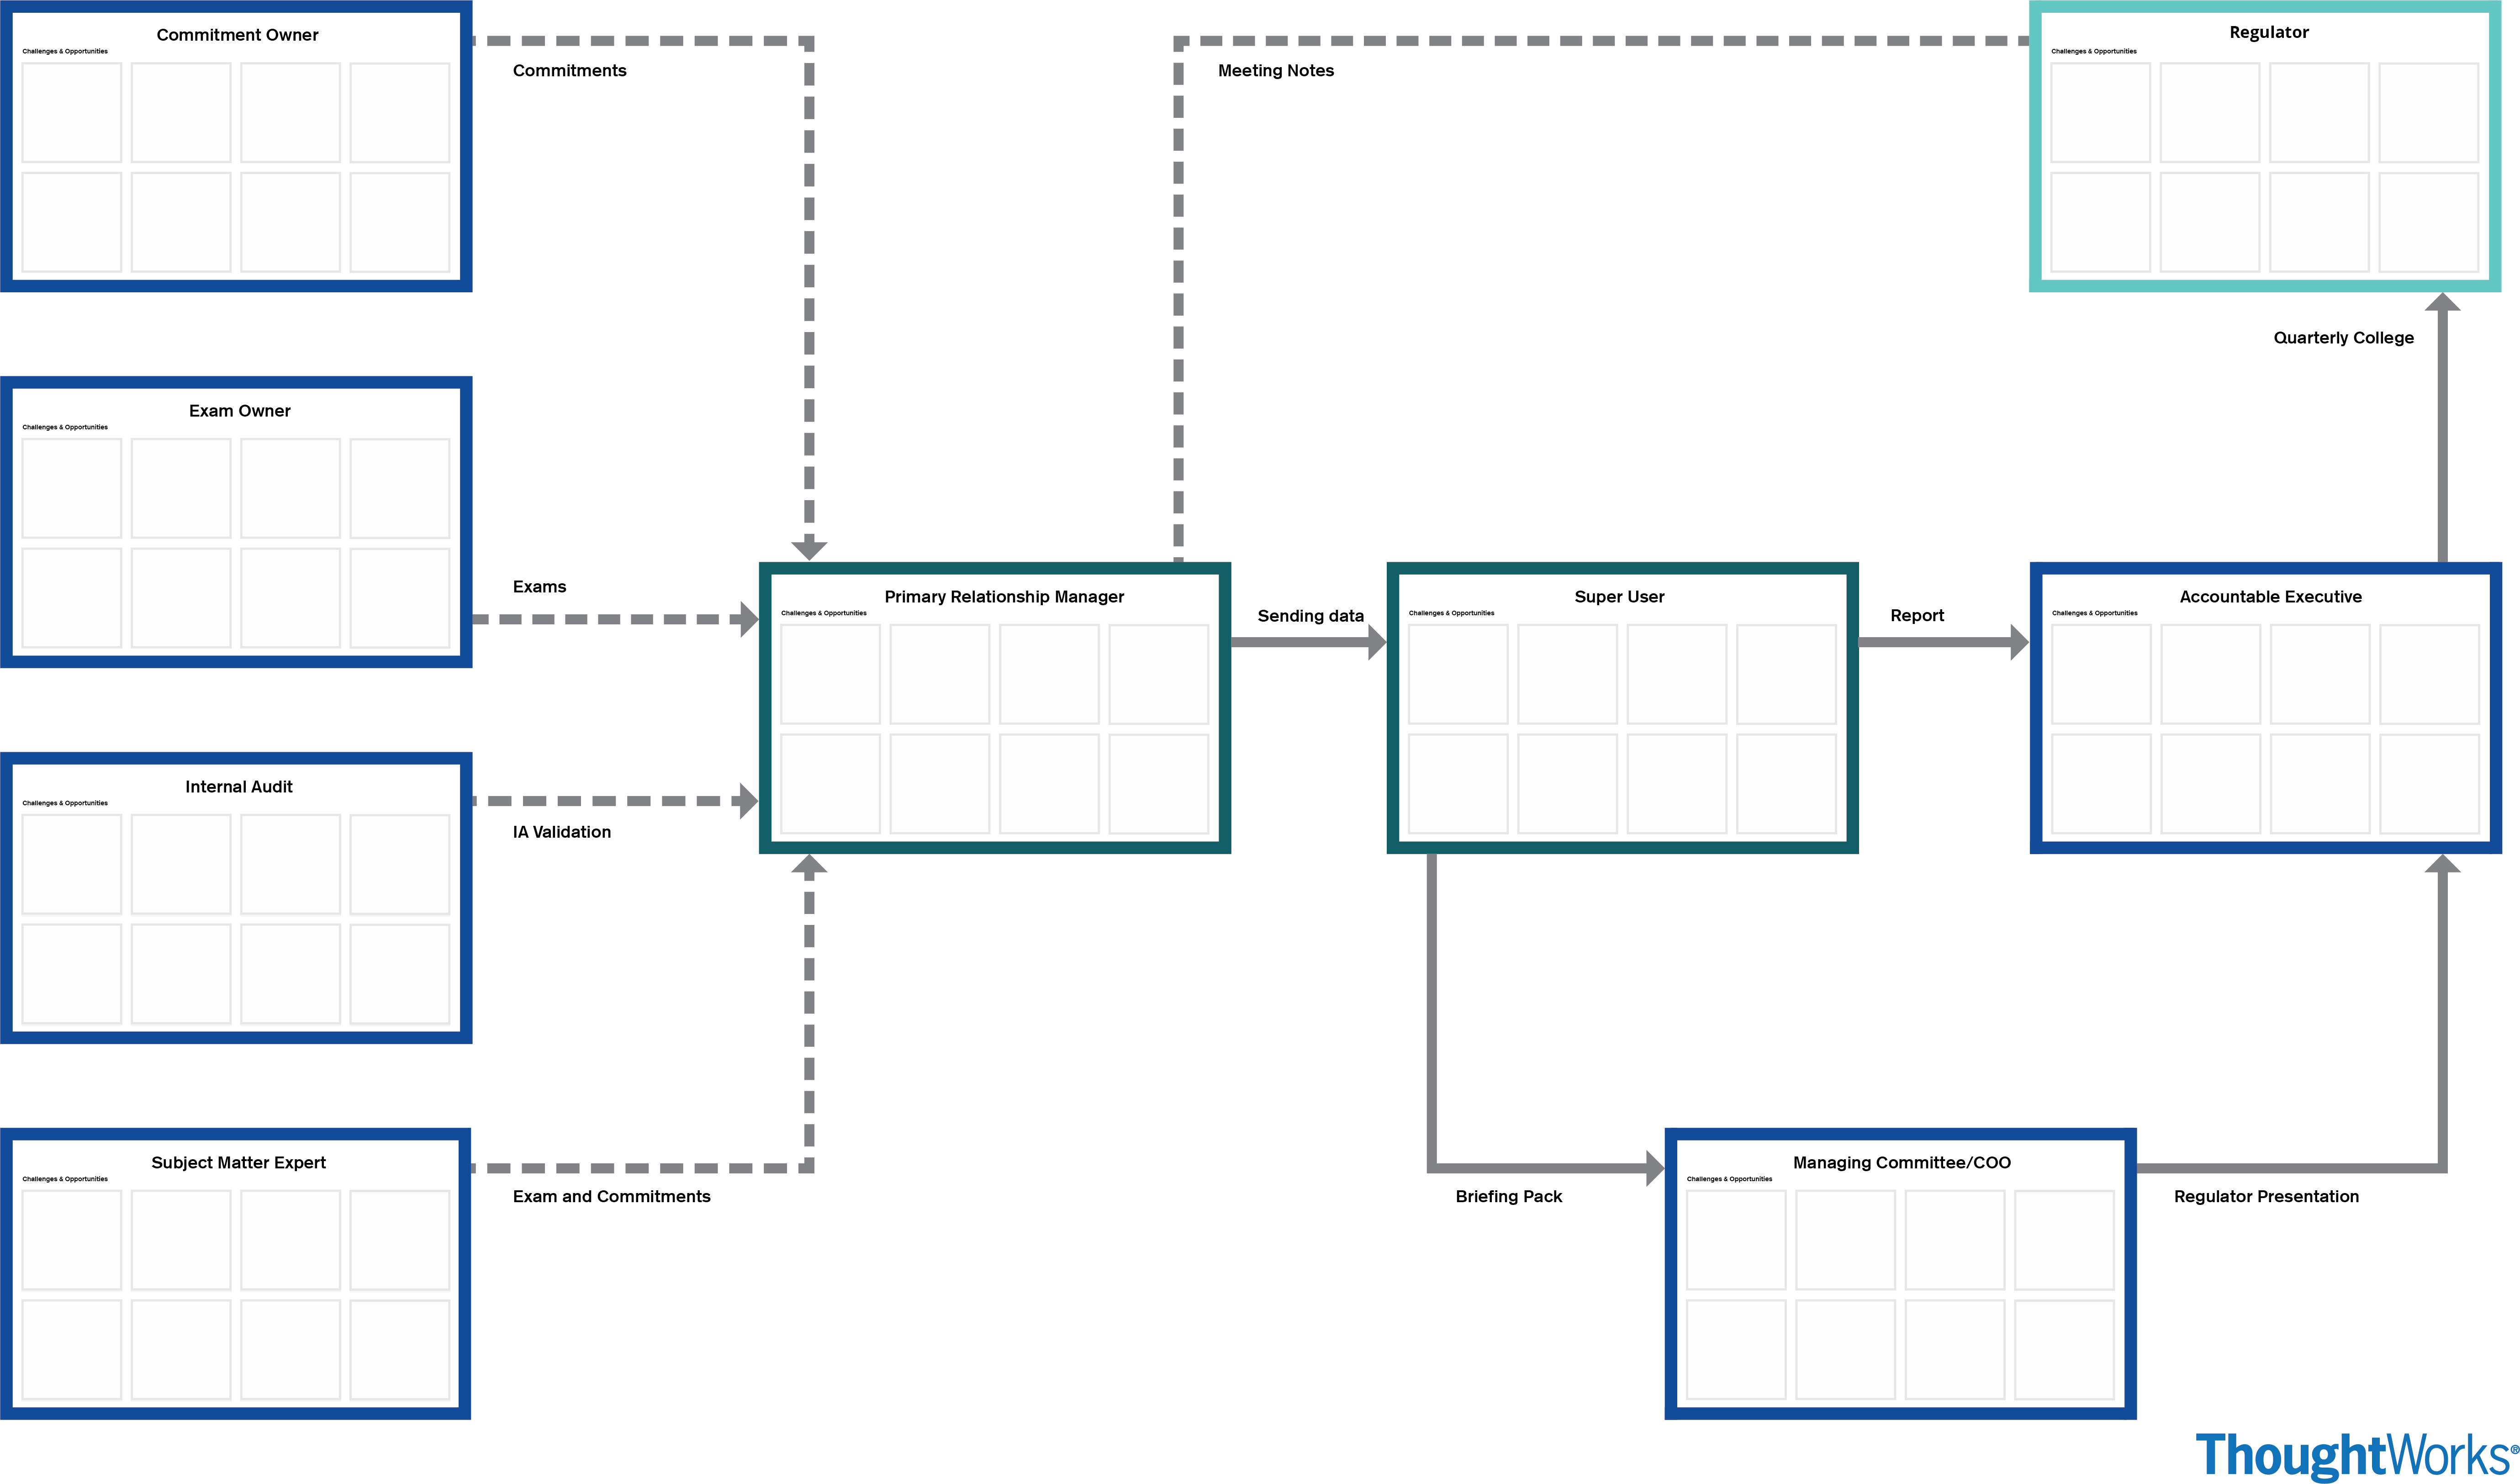 Commitment Owner
Challenges & Opportunities
Commitments
Meeting Notes
Regulator
Challenges & Opportunities
Quarterly College
Exam Owner
Challenges & Opportunities
Exams
Primary Relationship Manager
Challenges & Opportunities
Sending data
Super User
Challenges & Opportunities
Report
Accountable Executive
Challenges & Opportunities
Internal Audit
Challenges & Opportunities
IA Validation
Subject Matter Expert
Challenges & Opportunities
Exam and Commitments
Briefing Pack
Managing Committee/COO
Challenges & Opportunities
Regulator Presentation
ThoughtWorks®